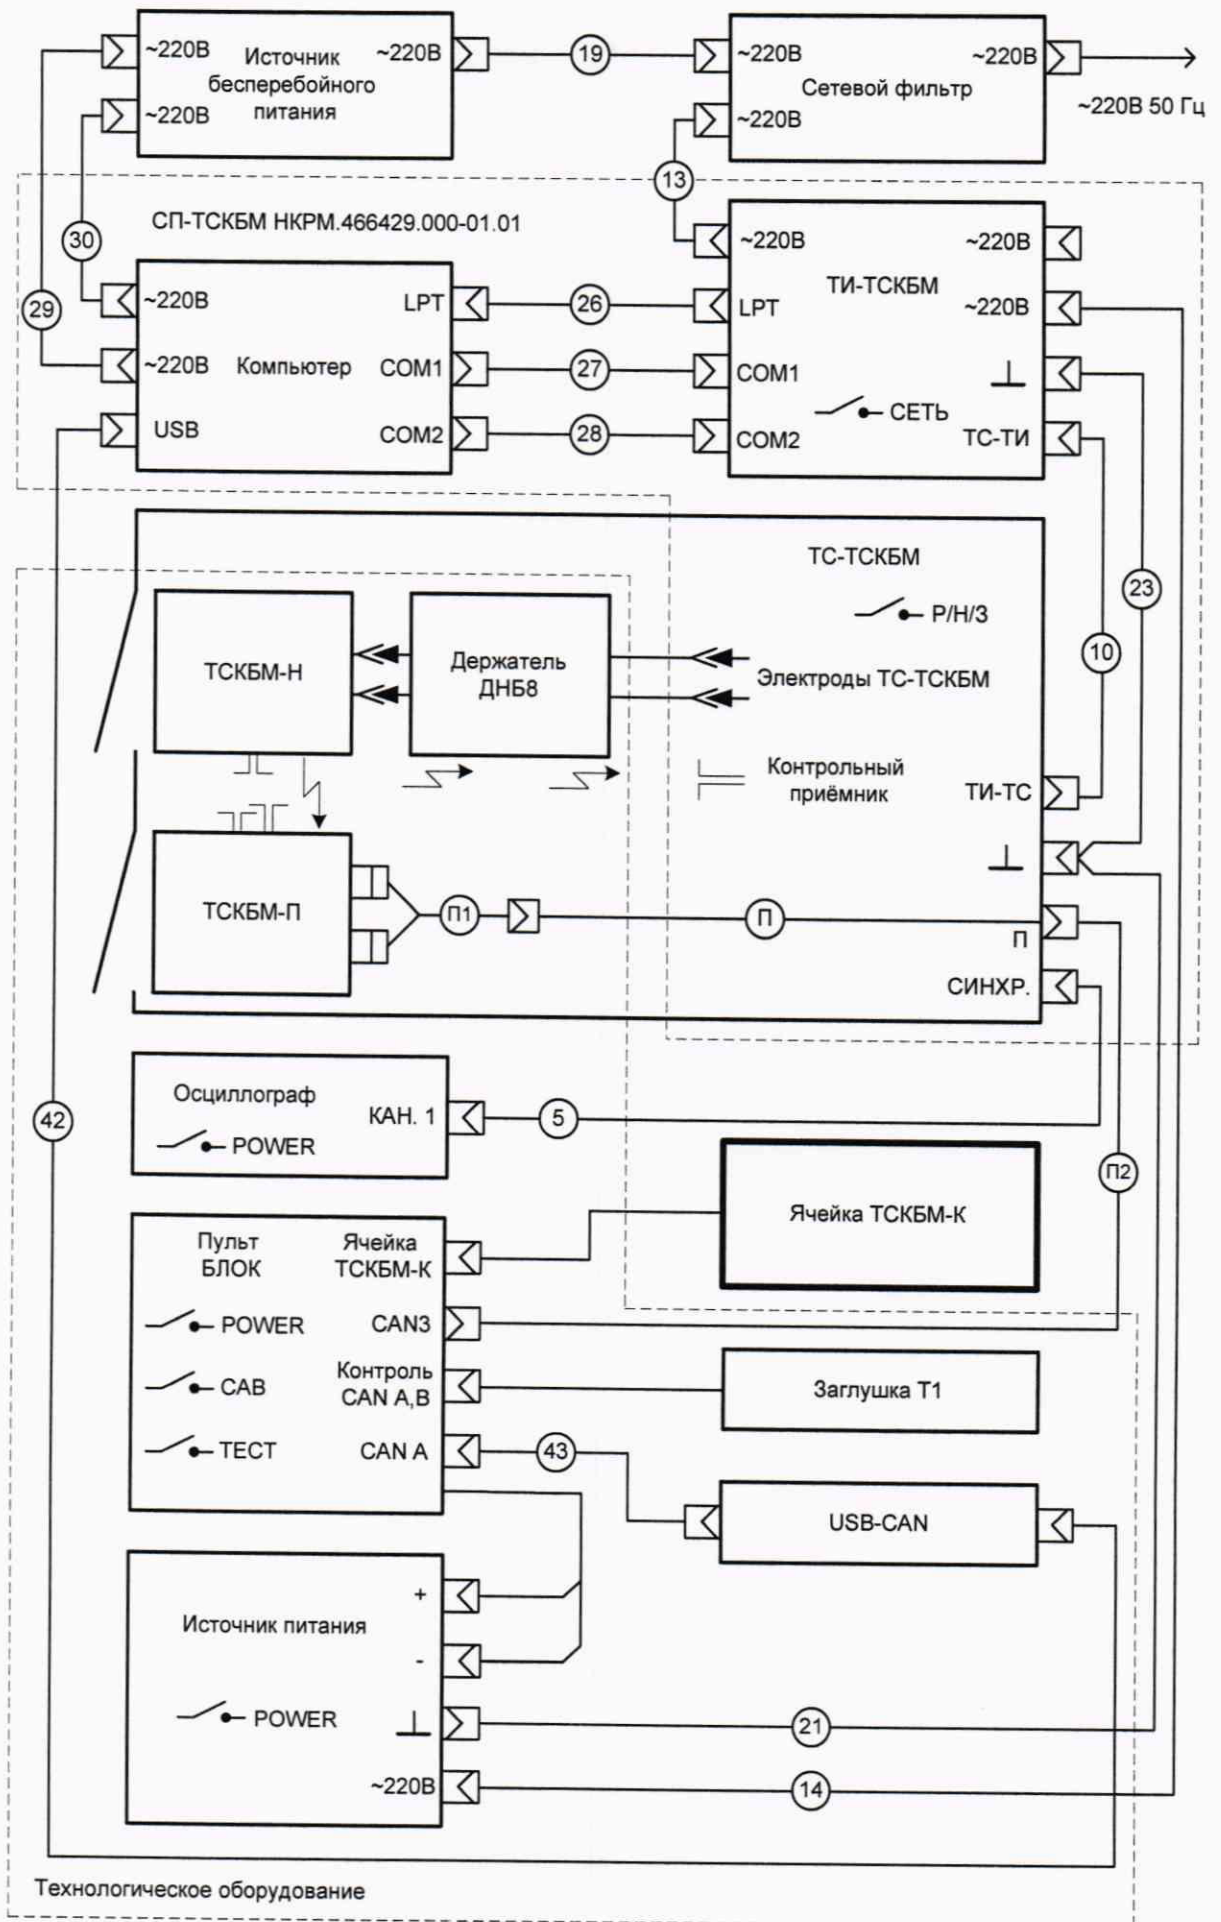 ~220В
Источник
бесперебойного
питания
~220В
~220В
19
~220В
Сетевой фильтр
~220В
~220В
~220В 50 Гц
13
СП-ТСКБМ НКРМ.466429.000-01.01
30
29
~220В
LPT
~220В
Компьютер
COM1
USB
COM2
26
27
28
~220В
~220В
ТИ-ТСКБМ
LPT
~220В
COM1
СЕТЬ
COM2
ТС-ТИ
23
10
ТС-ТСКБМ
Р/Н/З
ТСКБМ-Н
Держатель
ДНБ8
Электроды ТС-ТСКБМ
Контрольный
приёмник
ТИ-ТС
ТСКБМ-П
П1
П
П
СИНХР.
42
Осциллограф
КАН. 1
POWER
5
П2
Ячейка ТСКБМ-К
Пульт
БЛОК
Ячейка
ТСКБМ-К
POWER
CAN3
Контроль
CAN A,B
САВ
Заглушка Т1
ТЕСТ
CAN A
43
USB-CAN
+
Источник питания
-
POWER
21
~220В
14
Технологическое оборудование